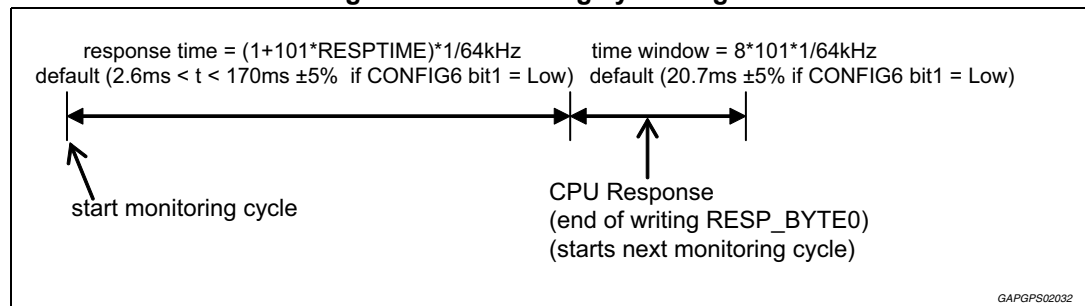 response time = (1+101*RESPTIME)*1/64kHz
default (2.6ms < t < 170ms ±5% if CONFIG6 bit1 = Low)
time window = 8*101*1/64kHz
default (20.7ms ±5% if CONFIG6 bit1 = Low)
start monitoring cycle
CPU Response
(end of writing RESP_BYTE0)
(starts next monitoring cycle)
GAPGPS02032